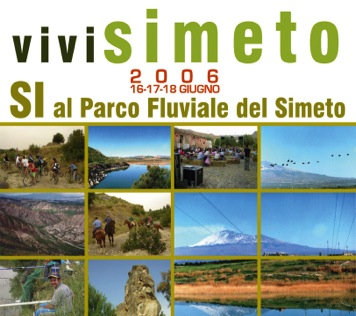 vivisimeto
2006
16-17-18 GIUGNO
SI al Parco Fluviale del Simeto